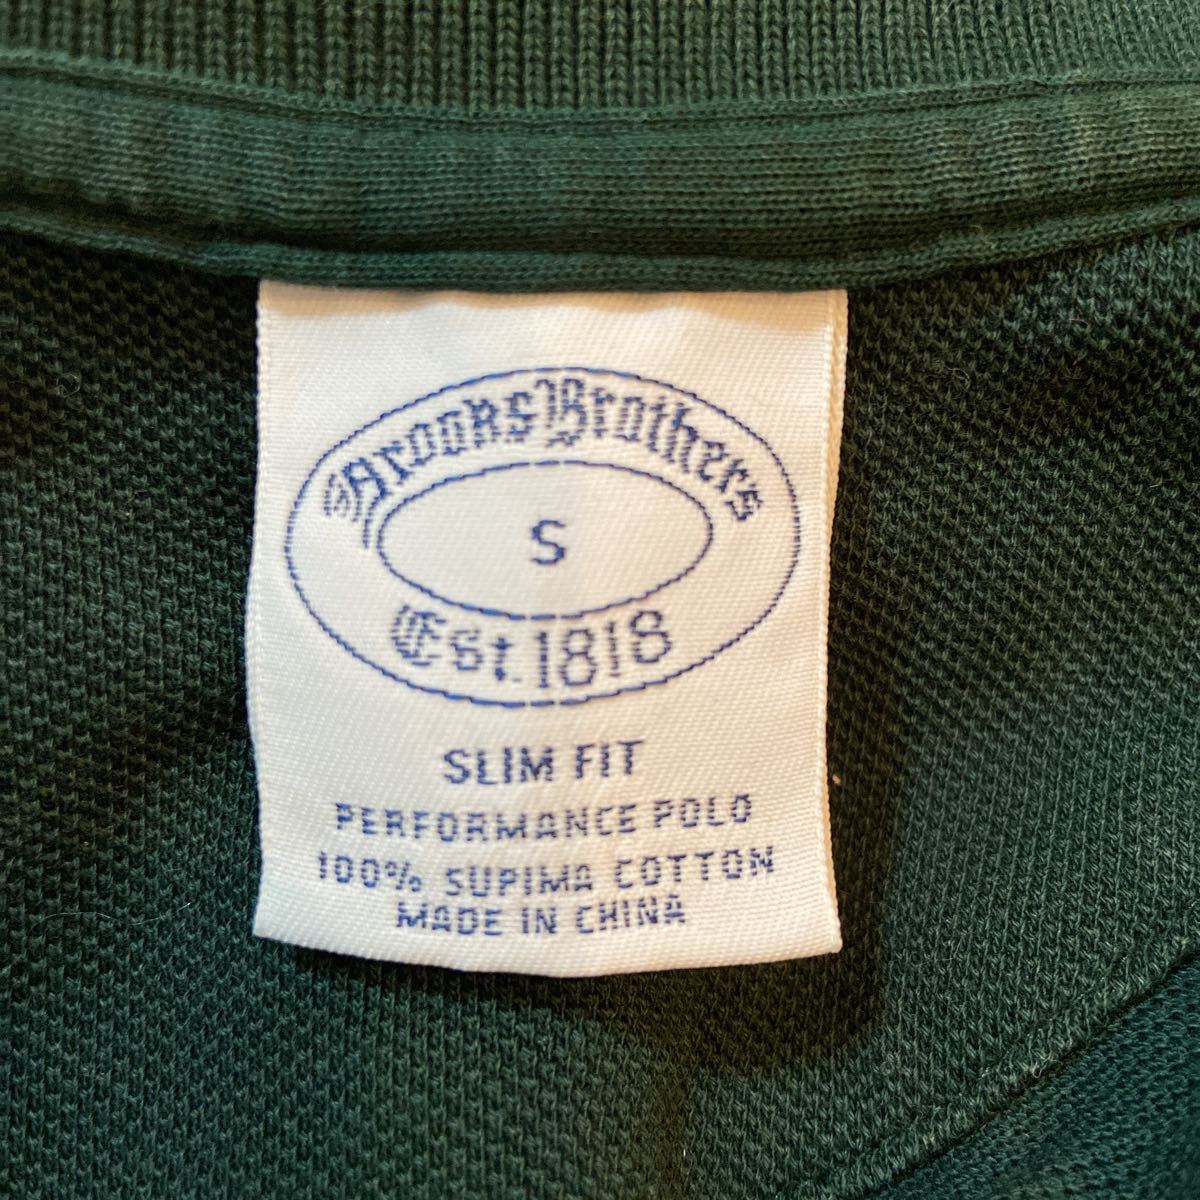 Brooks Brothers
S
Est. 1818
SLIM FIT
PERFORMANCE POLO
100% SUPIMA COTTON
MADE IN CHINA